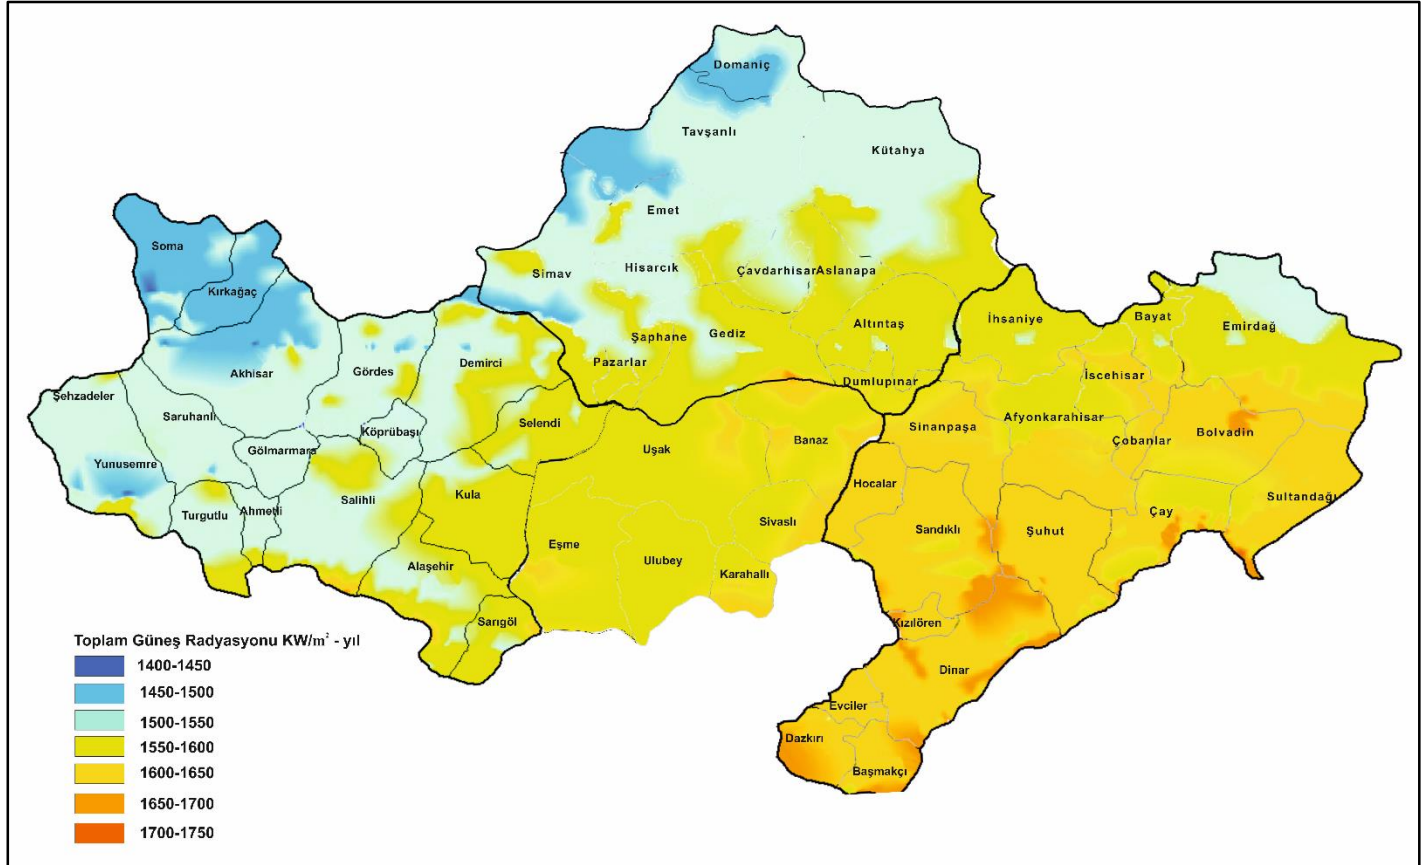 Domaniç
Tavşanlı
Kütahya
Emet
Soma
Kırkağaç
Simav
Hisarcık
Çavdarhisar
Aslanapa
Altıntaş
Gediz
Şaphane
Pazarlar
Dumlupınar
İhsaniye
Bayat
Emirdağ
İscehisar
Afyonkarahisar
Çobanlar
Bolvadin
Sinanpaşa
Akhisar
Gördes
Demirci
Şehzadeler
Saruhanlı
Köprübaşı
Selendi
Gölmarmara
Yunusemre
Uşak
Banaz
Hocalar
Sultandağı
Salihli
Kula
Turgutlu
Ahmetli
Sivaslı
Sandıklı
Şuhut
Çay
Eşme
Ulubey
Karahallı
Alaşehir
Sarıgöl
Kızılören
Dinar
Evciler
Dazkırı
Başmakçı
Toplam Güneş Radyasyonu KW/m² - yıl
1400-1450
1450-1500
1500-1550
1550-1600
1600-1650
1650-1700
1700-1750